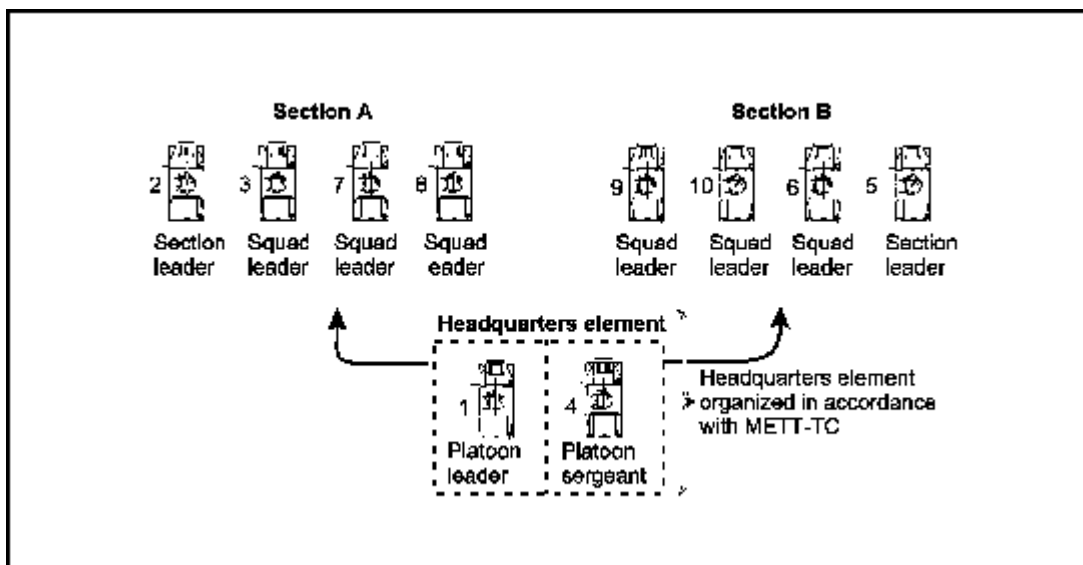 Section A
Section B
2
3
7
8
9
10
6
5
Section leader
Squad leader
Squad leader
Squad eader
Squad leader
Squad leader
Squad leader
Section leader
Headquarters element
1
4
Platoon leader
Platoon sergeant
Headquarters element
organized in accordance
with METT-TC